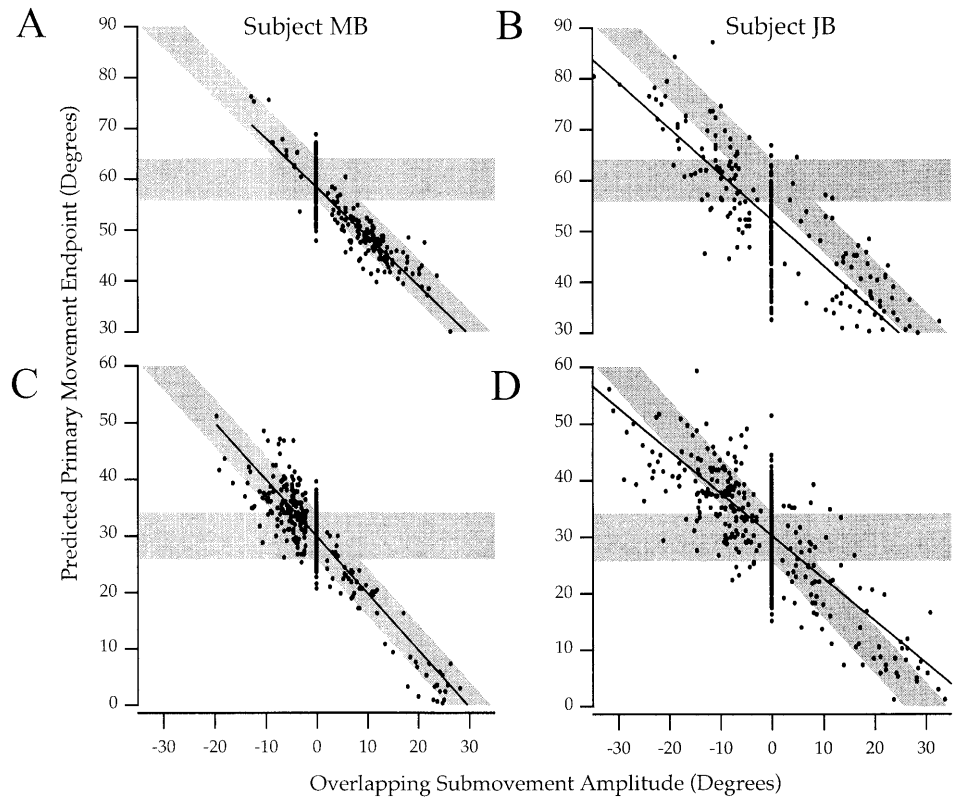 A
Subject MB
B
Subject JB
90
80
70
60
50
40
30
90
80
70
60
50
40
30
C
D
60
50
40
30
20
10
0
60
50
40
30
20
10
0
-30 -20 -10 0 10 20 30
-30 -20 -10 0 10 20 30
Predicted Primary Movement Endpoint (Degrees)
Overlapping Submovement Amplitude (Degrees)